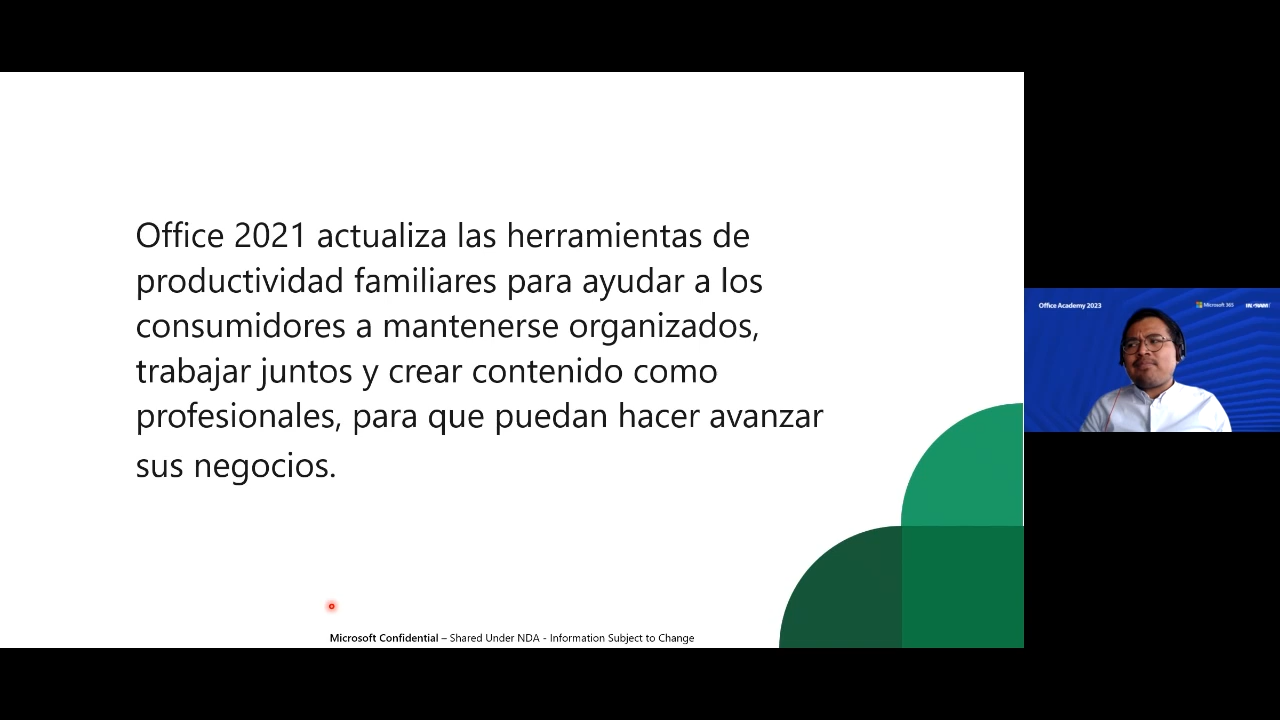 Office 2021 actualiza las herramientas de
productividad familiares para ayudar a los
consumidores a mantenerse organizados,
trabajar juntos y crear contenido como
profesionales, para que puedan hacer avanzar
sus negocios.
Microsoft Confidential – Shared Under NDA - Information Subject to Change
Office Academy 2023
Microsoft 365